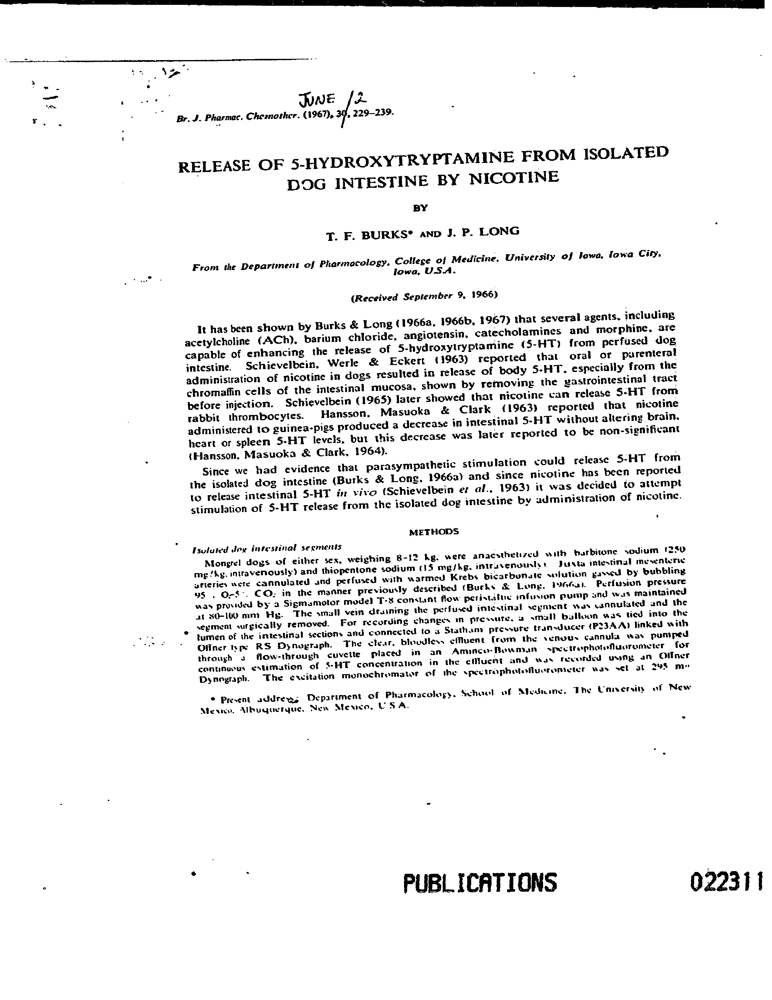 JUNE /2
Br. J. Pharmac. Chemother. (1967), 30, 229–239.
RELEASE OF 5-HYDROXYTRYPTAMINE FROM ISOLATED
DOG INTESTINE BY NICOTINE
BY
T. F. BURKS* AND J. P. LONG
From the Department of Pharmacology, College of Medicine, University of Iowa, Iowa City,
Iowa, U.S.A.
(Received September 9, 1966)
It has been shown by Burks & Long (1966a, 1966b, 1967) that several agents, including
acetylcholine (ACh), barium chloride, angiotensin, catecholamines and morphine, are
capable of enhancing the release of 5-hydroxytryptamine (5-HT) from perfused dog
intestine. Schievelbein, Werle & Eckert (1963) reported that oral or parenteral
administration of nicotine in dogs resulted in release of body 5-HT, especially from the
chromaffin cells of the intestinal mucosa, shown by removing the gastrointestinal tract
before injection. Schievelbein (1965) later showed that nicotine can release 5-HT from
rabbit thrombocytes. Hansson, Masuoka & Clark (1963) reported that nicotine
administered to guinea-pigs produced a decrease in intestinal 5-HT without altering brain,
heart or spleen 5-HT levels, but this decrease was later reported to be non-significant
(Hansson, Masuoka & Clark, 1964).
Since we had evidence that parasympathetic stimulation could release 5-HT from
the isolated dog intestine (Burks & Long, 1966a) and since nicotine has been reported
to release intestinal 5-HT in vivo (Schievelbein et al., 1963) it was decided to attempt
stimulation of 5-HT release from the isolated dog intestine by administration of nicotine.
METHODS
Isolated dog intestinal segments
Mongrel dogs of either sex, weighing 8–12 kg, were anaesthetized with barbitone sodium (250
mg/kg, intravenously) and thiopentone sodium (15 mg/kg, intravenously). Juxta intestinal mesenteric
arteries were cannulated and perfused with warmed Krebs bicarbonate solution gassed by bubbling
95 O₂-5 CO₂ in the manner previously described (Burks & Long, 1966a). Perfusion pressure
was provided by a Sigmamotor model T-8 constant flow peristaltic infusion pump and was maintained
at 80–100 mm Hg. The small vein draining the perfused intestinal segment was cannulated and the
segment surgically removed. For recording changes in pressure, a small balloon was tied into the
lumen of the intestinal sections and connected to a Statham pressure transducer (P23AA) linked with
Offner type RS Dynograph. The clear, bloodless effluent from the venous cannula was pumped
through a flow-through cuvette placed in an Aminco-Bowman spectrophotofluorometer for
continuous estimation of 5-HT concentration in the effluent and was recorded using an Offner
Dynograph. The excitation monochromator of the spectrophotofluorometer was set at 295 mµ
* Present address: Department of Pharmacology, School of Medicine, The University of New
Mexico, Albuquerque, New Mexico, U S A.
PUBLICATIONS 022311